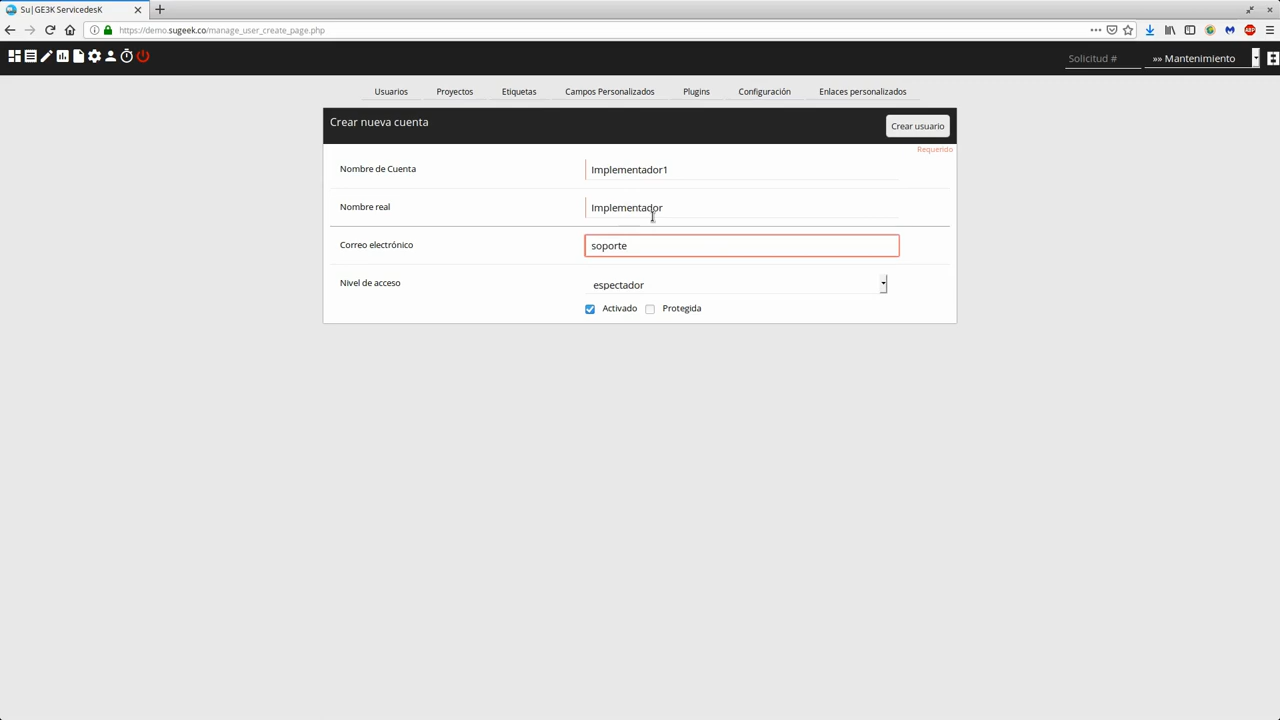 Su|GE3K ServicedesK
https://demo.sugeek.co/manage_user_create_page.php
ABP
Solicitud #
»» Mantenimiento
Usuarios Proyectos Etiquetas Campos Personalizados Plugins Configuración Enlaces personalizados
Crear nueva cuenta
Crear usuario
Requerido
Nombre de Cuenta Implementador1
Nombre real Implementador
Correo electrónico soporte
Nivel de acceso espectador
Activado Protegida